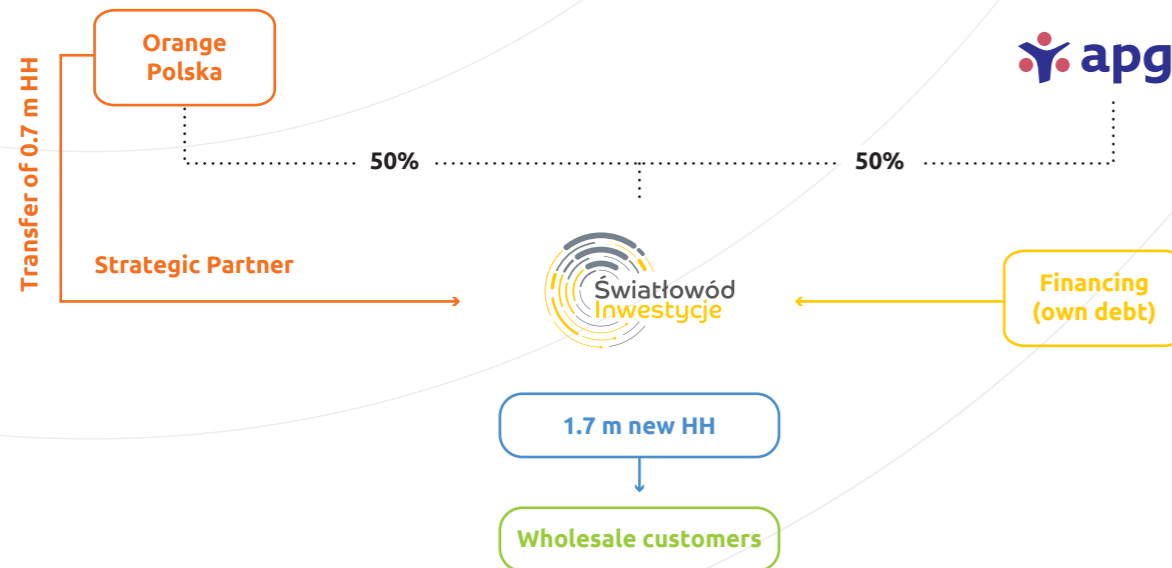 Orange
Polska
apg
Transfer of 0.7 m HH
50%
50%
Strategic Partner
Światłowód
Inwestycje
Financing
(own debt)
1.7 m new HH
Wholesale customers